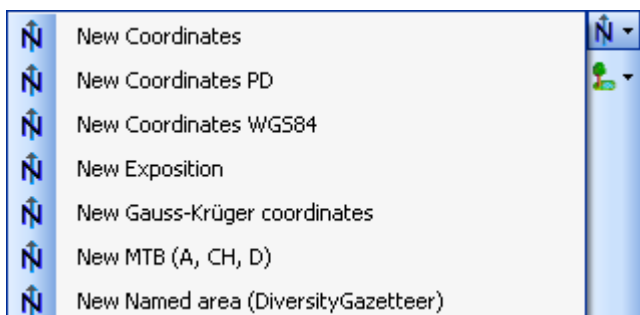 New Coordinates
New Coordinates PD
New Coordinates WGS84
New Exposition
New Gauss-Krüger coordinates
New MTB (A, CH, D)
New Named area (DiversityGazetteer)